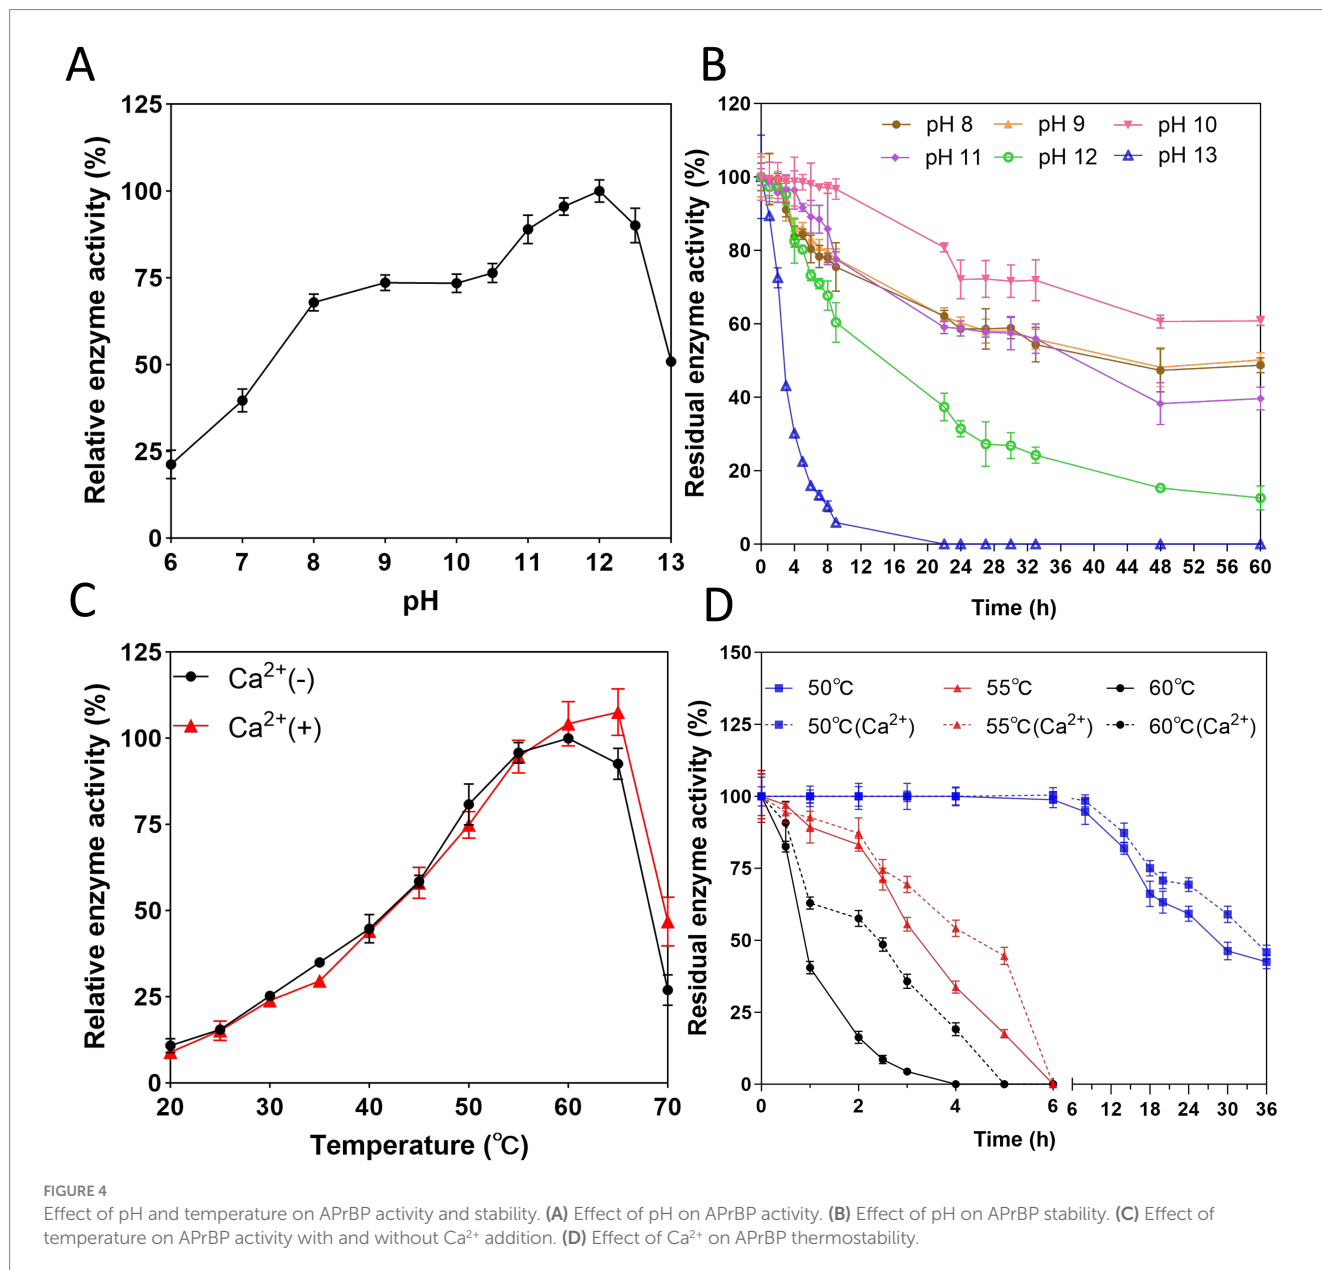 A
Relative enzyme activity (%)
125
100
75
50
25
0
6 7 8 9 10 11 12 13
pH
B
Residual enzyme activity (%)
120
100
80
60
40
20
0
pH 8 pH 9 pH 10
pH 11 pH 12 pH 13
0 4 8 12 16 20 24 28 32 36 40 44 48 52 56 60
Time (h)
C
Relative enzyme activity (%)
125
100
75
50
25
0
Ca²⁺(-)
Ca²⁺(+)
20 30 40 50 60 70
Temperature (℃)
D
Residual enzyme activity (%)
150
125
100
75
50
25
0
50℃ 55℃ 60℃
50℃(Ca²⁺) 55℃(Ca²⁺) 60℃(Ca²⁺)
0 2 4 6 6 12 18 24 30 36
Time (h)
FIGURE 4
Effect of pH and temperature on APrBP activity and stability. (A) Effect of pH on APrBP activity. (B) Effect of pH on APrBP stability. (C) Effect of
temperature on APrBP activity with and without Ca²⁺ addition. (D) Effect of Ca²⁺ on APrBP thermostability.